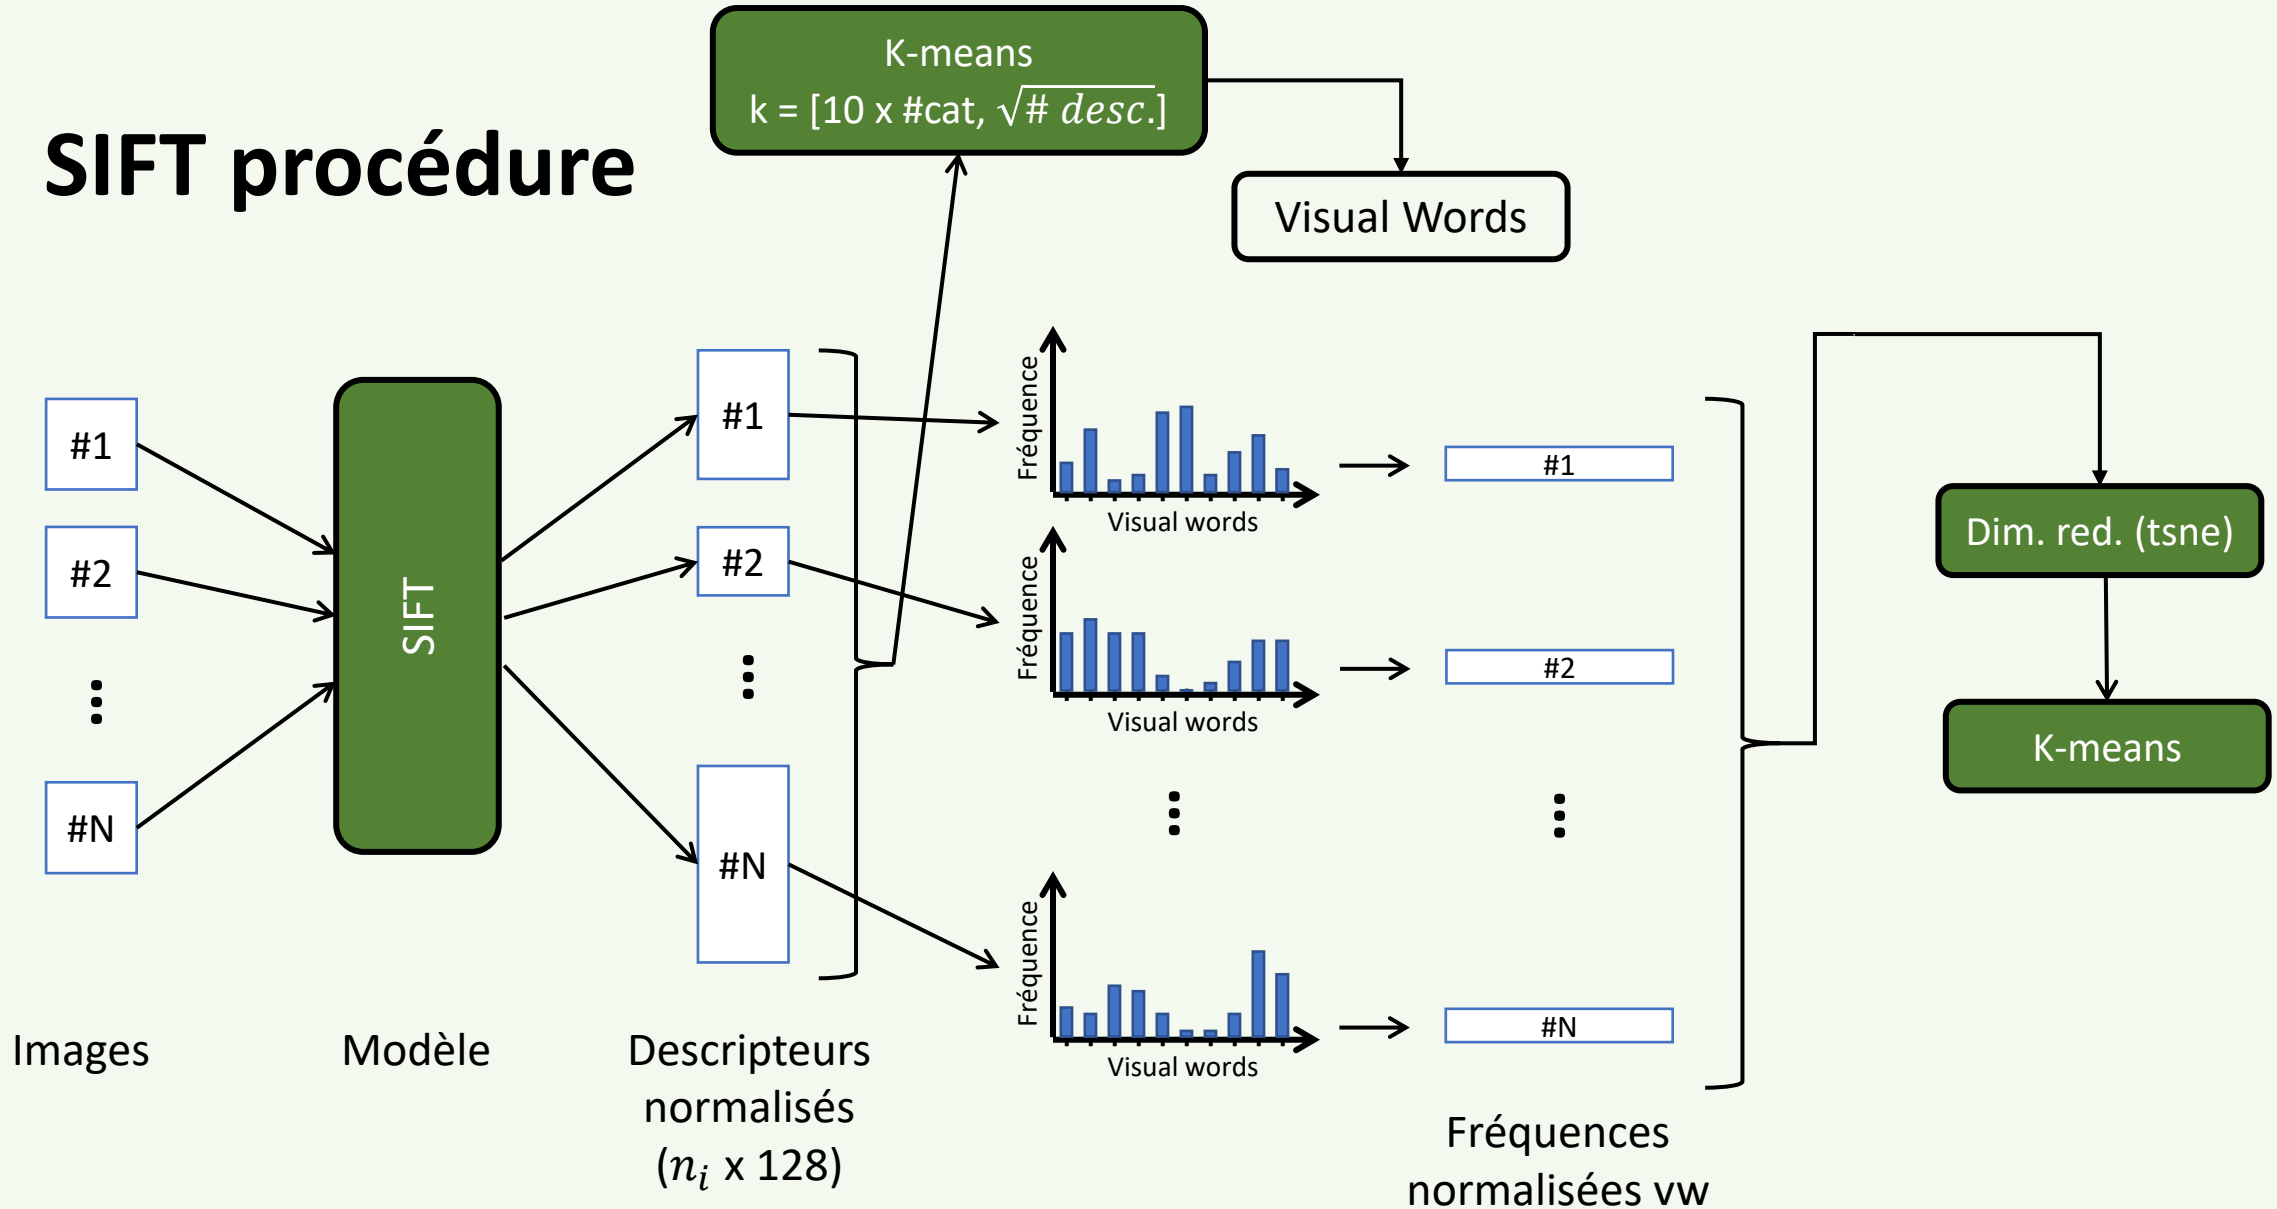 SIFT procédure
K-means
k = [10 x #cat, √# desc.]
Visual Words
#1
#2
#N
SIFT
#1
#2
#N
Fréquence
Visual words
Fréquence
Visual words
Fréquence
Visual words
#1
#2
#N
Dim. red. (tsne)
K-means
Images
Modèle
Descripteurs
normalisés
(nᵢ x 128)
Fréquences
normalisées vw